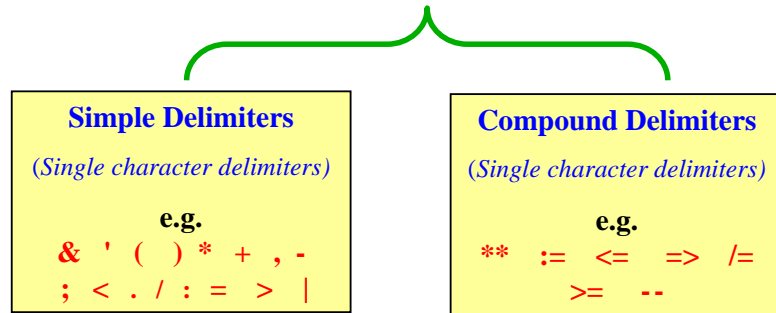 Simple Delimiters
(Single character delimiters)
e.g.
& ' ( ) * + , -
; < . / : = > |
Compound Delimiters
(Single character delimiters)
e.g.
** := <= => /=
>= --